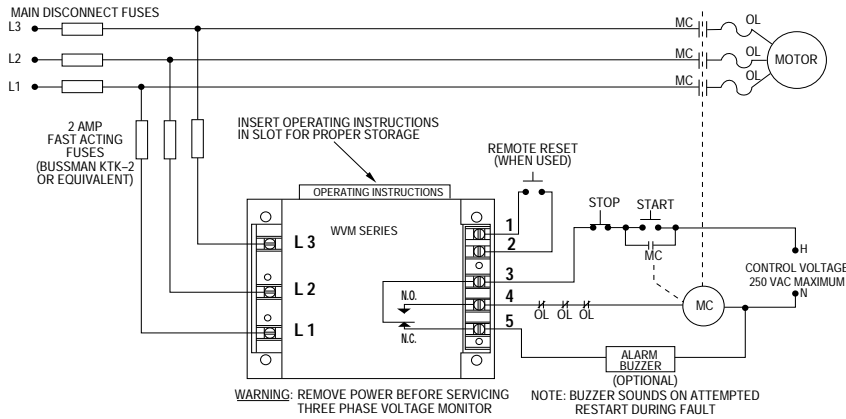 MAIN DISCONNECT FUSES
L3
MC
OL
L2
MC
OL
MOTOR
L1
MC
OL
2 AMP
FAST ACTING
FUSES
(BUSSMAN KTK–2
OR EQUIVALENT)
INSERT OPERATING INSTRUCTIONS
IN SLOT FOR PROPER STORAGE
REMOTE RESET
(WHEN USED)
OPERATING INSTRUCTIONS
WVM SERIES
L 3
L 2
L 1
1
2
3
4
5
N.O.
N.C.
STOP
START
MC
H
CONTROL VOLTAGE
250 VAC MAXIMUM
N
OL OL OL
MC
ALARM
BUZZER
(OPTIONAL)
WARNING: REMOVE POWER BEFORE SERVICING
THREE PHASE VOLTAGE MONITOR
NOTE: BUZZER SOUNDS ON ATTEMPTED
RESTART DURING FAULT